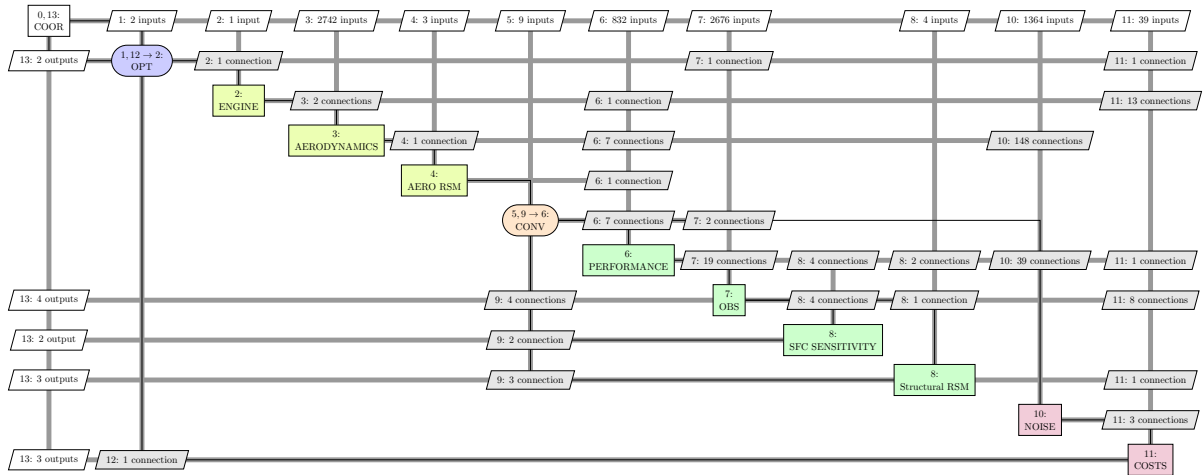 0, 13:
COOR
1: 2 inputs
2: 1 input
3: 2742 inputs
4: 3 inputs
5: 9 inputs
6: 832 inputs
7: 2676 inputs
8: 4 inputs
10: 1364 inputs
11: 39 inputs
13: 2 outputs
1, 12 → 2:
OPT
2: 1 connection
7: 1 connection
11: 1 connection
2:
ENGINE
3: 2 connections
6: 1 connection
11: 13 connections
3:
AERODYNAMICS
4: 1 connection
6: 7 connections
10: 148 connections
4:
AERO RSM
6: 1 connection
5, 9 → 6:
CONV
6: 7 connections
7: 2 connections
6:
PERFORMANCE
7: 19 connections
8: 4 connections
8: 2 connections
10: 39 connections
11: 1 connection
13: 4 outputs
9: 4 connections
7:
OBS
8: 4 connections
8: 1 connection
11: 8 connections
13: 2 output
9: 2 connection
8:
SFC SENSITIVITY
13: 3 outputs
9: 3 connection
8:
Structural RSM
11: 1 connection
10:
NOISE
11: 3 connections
13: 3 outputs
12: 1 connection
11:
COSTS